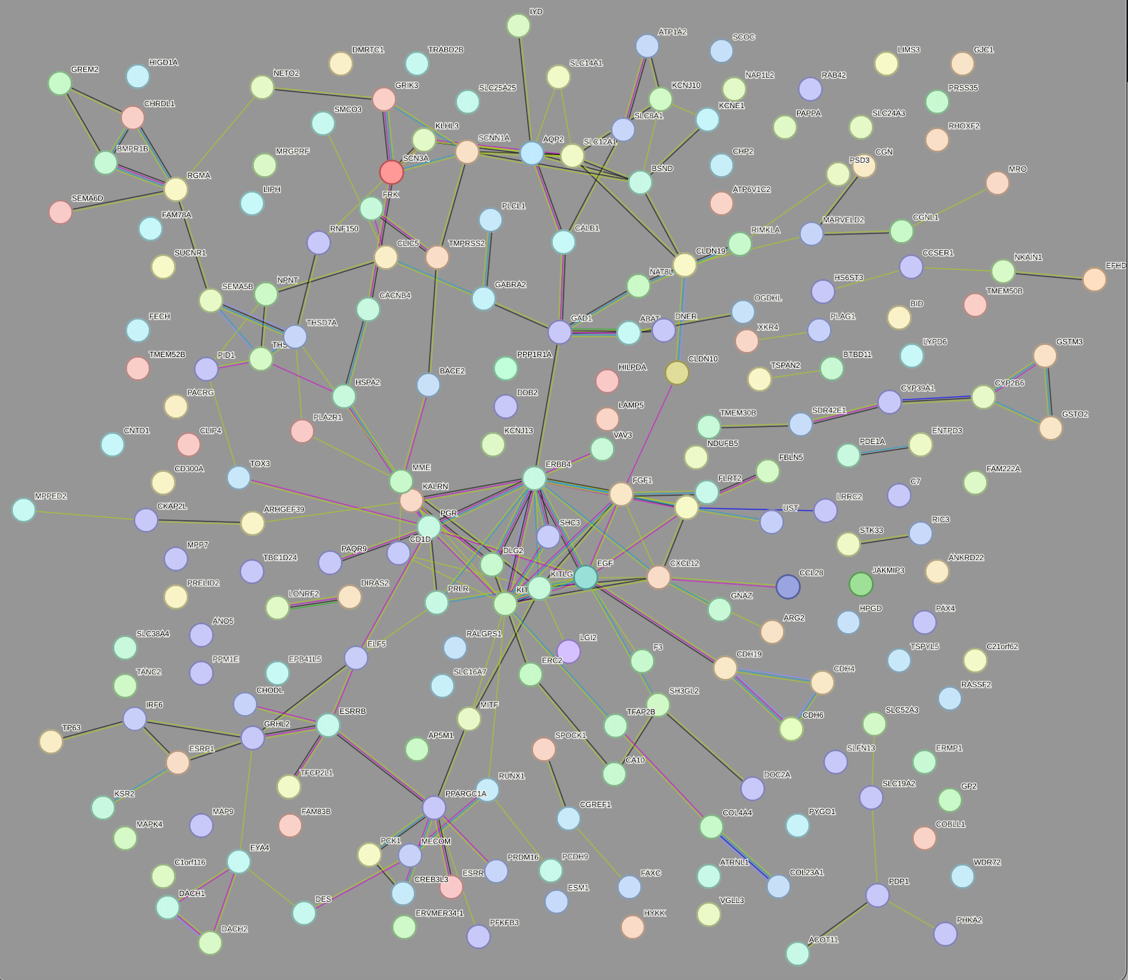 IYD
ATP1A2
SCOC
DMRTC1
TRABD2B
SLC14A1
LIMS3
GJC1
GREM2
HIGD1A
NETO2
GRIK3
SLC25A25
KCNJ10
NAP1L2
RAB42
PRSS35
CHRDL1
SMCO3
KLHL3
SCNN1A
AQP2
SLC12A1
SLC8A1
KCNE1
PAPPA
SLC24A3
RHOXF2
BMPR1B
MRGPRF
SCN3A
BSND
CHP2
PSD3
CGN
RGMA
LIPH
FRK
ATP6V1C2
MRO
SEMA6D
FAM78A
RNF150
PLCL1
CALB1
RIMKLA
MARVELD2
CGNL1
SUCNR1
CLIC5
TMPRSS2
CLDN19
CCSER1
NKAIN1
EFHD
SEMA5B
NPNT
CACNB4
GABRA2
NAT8L
HS6ST3
TMEM50B
FECH
THSD7A
GAD1
ABAT
DNER
OGDHL
XKR4
PLAG1
BID
TMEM52B
PID1
THS
PPP1R1A
HILPDA
CLDN10
TSPAN2
BTBD11
LYPD6
GSTM3
PACRG
HSPA2
BACE2
DDB2
LAMP5
CYP39A1
CYP2B6
CNTD1
CLIP4
PLA2R1
KCNJ13
VAV3
TMEM30B
SDR42E1
GSTO2
CD300A
TOX3
MME
ERBB4
NDUFB5
PDE1A
ENTPD3
MPPED2
CKAP2L
ARHGEF39
KALRN
FGF1
FLRT2
FBLN5
FAM222A
PGR
UST
LRRC2
C7
MPP7
TBC1D24
PAQR9
CD1D
SHC3
STK33
RIC3
PRELID2
LONRF2
DIRAS2
DLG2
KITLG
EGF
CXCL12
CCL28
JAKMIP3
ANKRD22
PRLR
KIT
GNAZ
ARG2
HPGD
PAX4
SLC38A4
ANO5
ELF5
RALGPS1
LGI2
F3
CDH19
TSPYL5
C21orf62
TANC2
PPM1E
EPB41L5
SLC16A7
ERC2
SH3GL2
CDH4
RASSF2
CHODL
TP63
IRF6
GRHL2
ESRRB
MITF
TFAP2B
CDH6
SLC52A3
ESRP1
AP5M1
SPOCK1
CA10
SLFN13
ERMP1
KSR2
TFCP2L1
PPARGC1A
RUNX1
DOC2A
SLC19A2
GP2
MAPK4
MAP9
FAM83B
CGREF1
COL4A4
PYGO1
COBLL1
C1orf116
EYA4
PCK1
MECOM
PRDM16
PCDH9
FAXC
ATRNL1
COL23A1
WDR72
DACH1
DES
CREB3L3
ESRR
ESM1
VGLL3
PDP1
DACH2
ERVMER34-1
PFKFB3
HYKK
ACOT11
PHKA2